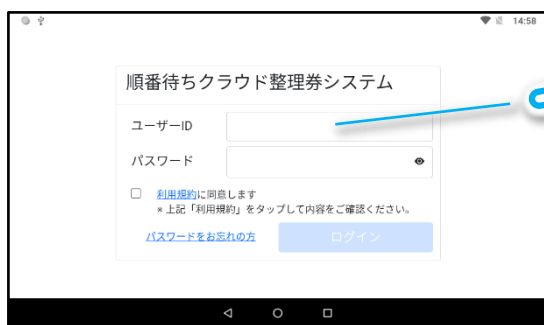 14:58
順番待ちクラウド整理券システム
ユーザーID
パスワード
利用規約に同意します
※上記「利用規約」をタップして内容をご確認ください。
パスワードをお忘れの方 ログイン